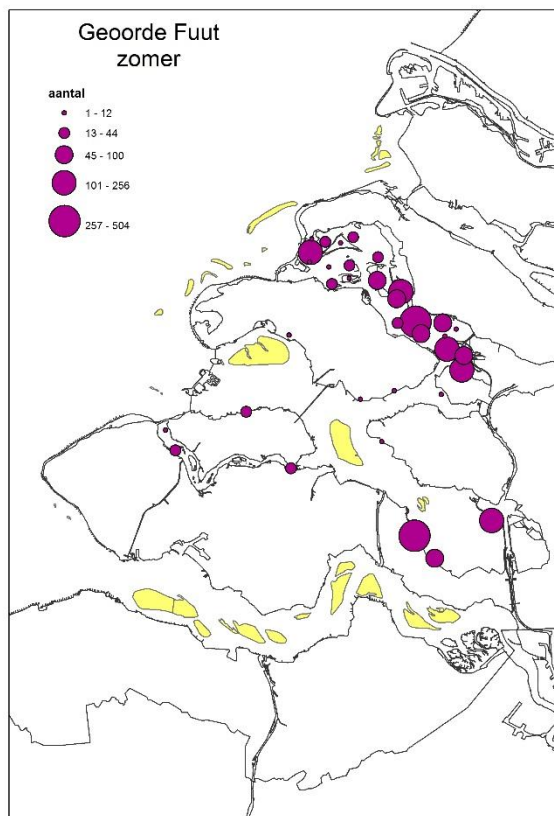 Geoorde Fuut
zomer
aantal
1 - 12
13 - 44
45 - 100
101 - 256
257 - 504